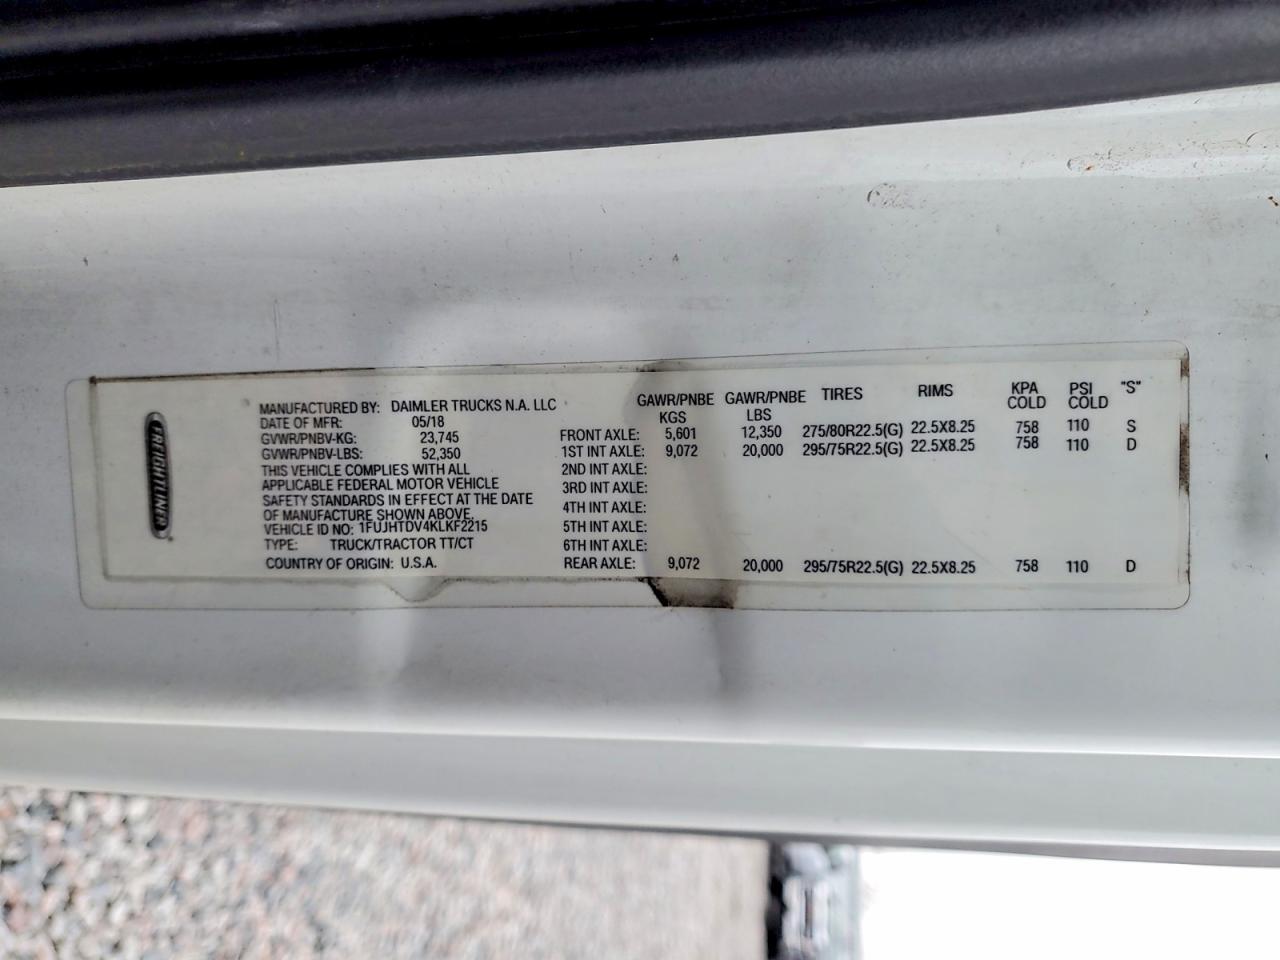 FREIGHTLINER
MANUFACTURED BY: DAIMLER TRUCKS N.A. LLC
DATE OF MFR: 05/18
GVWR/PNBV-KG: 23,745
GVWR/PNBV-LBS: 52,350
THIS VEHICLE COMPLIES WITH ALL
APPLICABLE FEDERAL MOTOR VEHICLE
SAFETY STANDARDS IN EFFECT AT THE DATE
OF MANUFACTURE SHOWN ABOVE.
VEHICLE ID NO: 1FUJHTDV4KLKF2215
TYPE: TRUCK/TRACTOR TT/CT
COUNTRY OF ORIGIN: U.S.A.
GAWR/PNBE KGS GAWR/PNBE LBS TIRES RIMS KPA COLD PSI COLD "S"
FRONT AXLE: 5,601 12,350 275/80R22.5(G) 22.5X8.25 758 110 S
1ST INT AXLE: 9,072 20,000 295/75R22.5(G) 22.5X8.25 758 110 D
2ND INT AXLE:
3RD INT AXLE:
4TH INT AXLE:
5TH INT AXLE:
6TH INT AXLE:
REAR AXLE: 9,072 20,000 295/75R22.5(G) 22.5X8.25 758 110 D